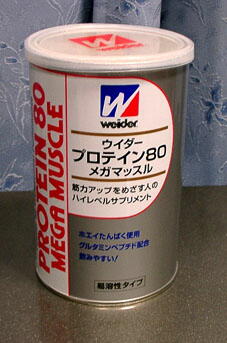 weider
ウイダー
プロテイン80
メガマッスル
筋力アップをめざす人の
ハイレベルサプリメント
ホエイたんぱく使用
グルタミンペプチド配合
飲みやすい!
易溶性タイプ
PROTEIN 80
MEGA MUSCLE